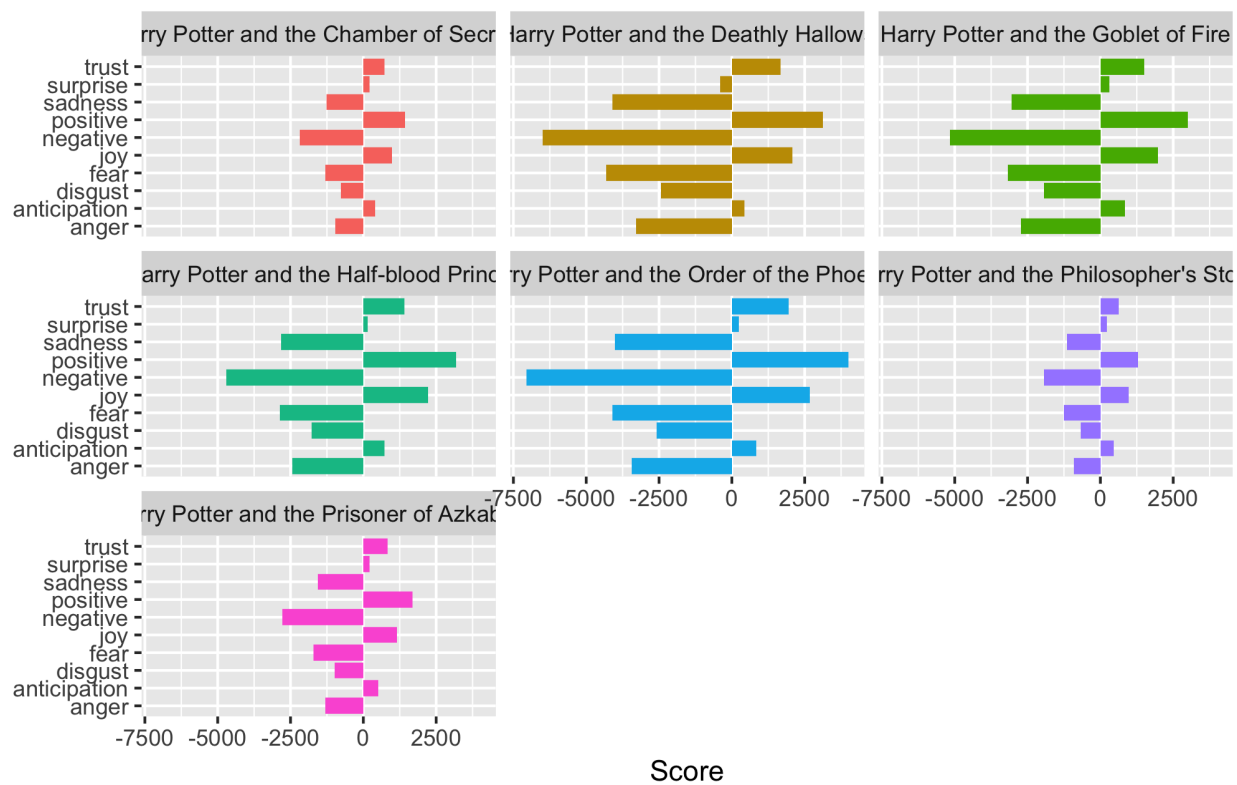 rry Potter and the Chamber of Secr
Harry Potter and the Deathly Hallow
Harry Potter and the Goblet of Fire
trust
surprise
sadness
positive
negative
joy
fear
disgust
anticipation
anger
arry Potter and the Half-blood Princ
rry Potter and the Order of the Phoe
rry Potter and the Philosopher's Sto
trust
surprise
sadness
positive
negative
joy
fear
disgust
anticipation
anger
-7500 -5000 -2500 0 2500
-7500 -5000 -2500 0 2500
rry Potter and the Prisoner of Azkab
trust
surprise
sadness
positive
negative
joy
fear
disgust
anticipation
anger
-7500 -5000 -2500 0 2500
Score